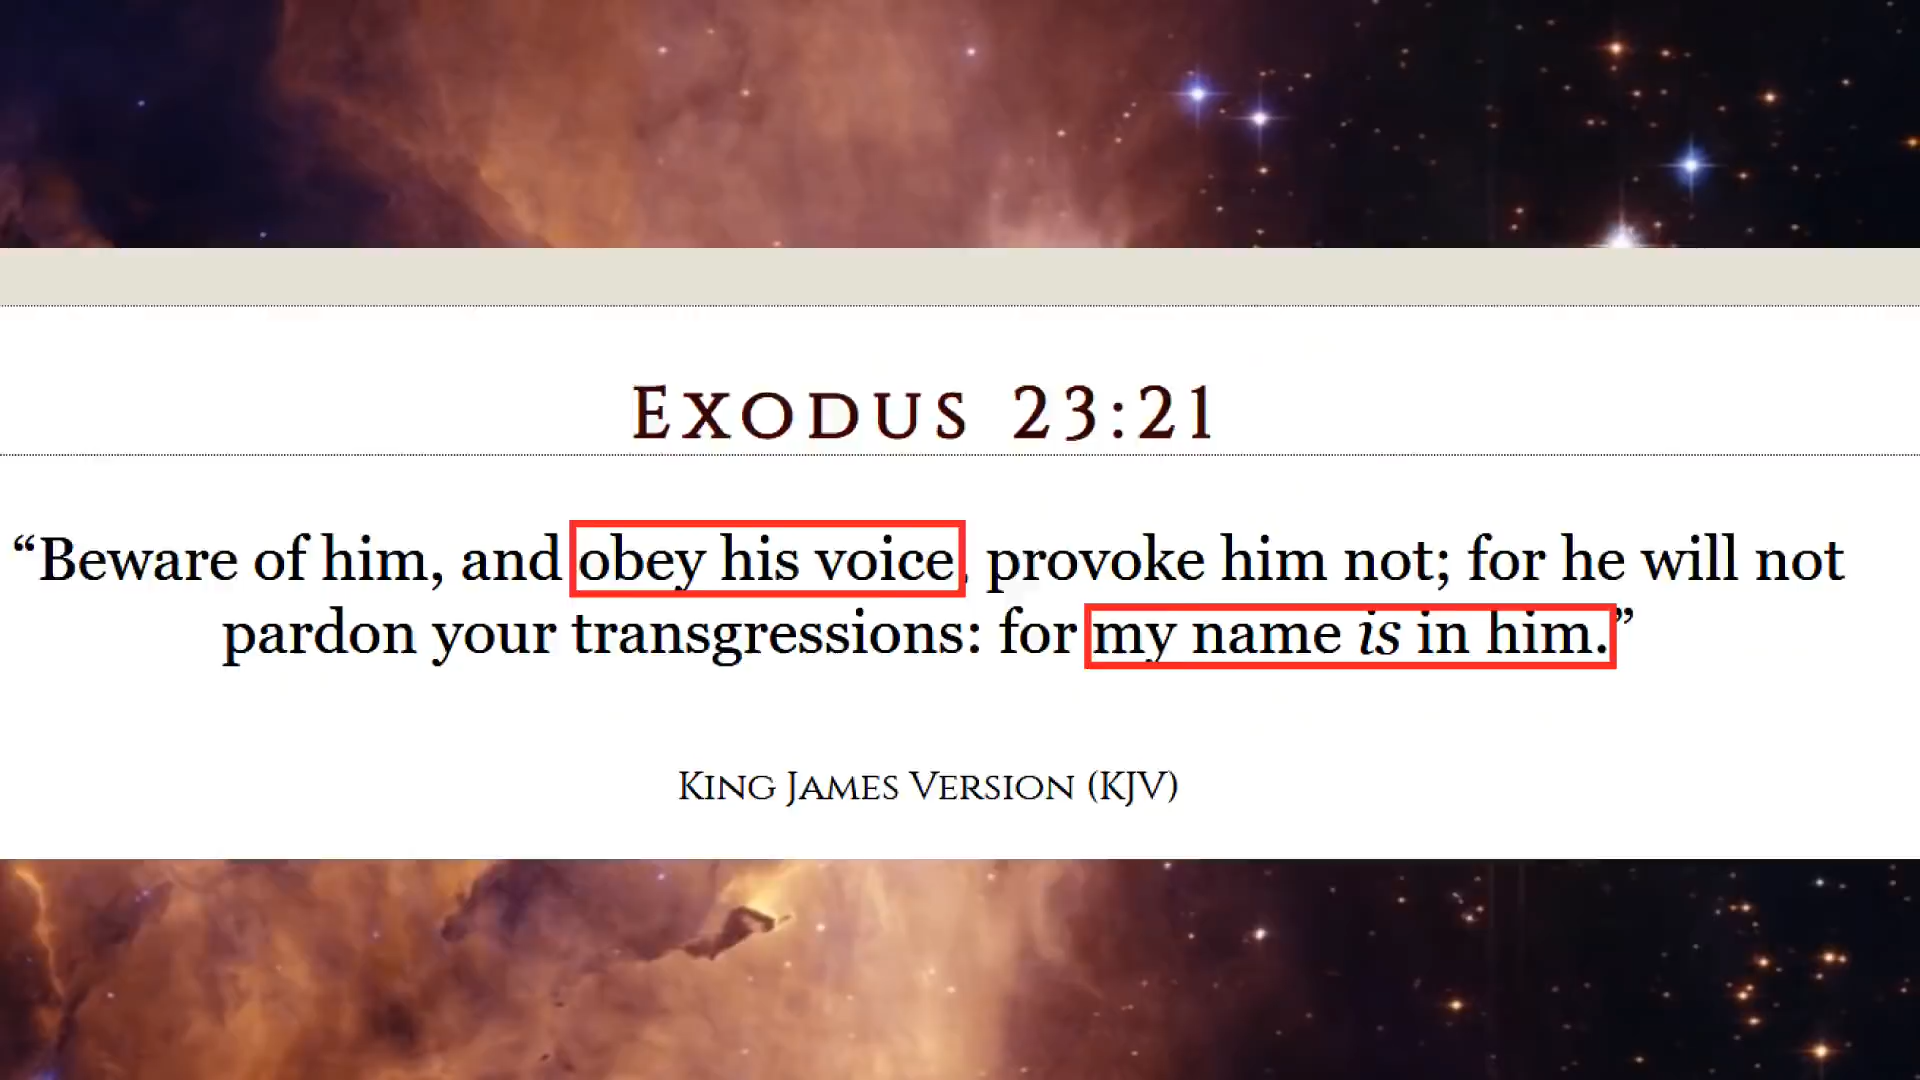 Exodus 23:21
“Beware of him, and obey his voice, provoke him not; for he will not
pardon your transgressions: for my name is in him.”
King James Version (KJV)